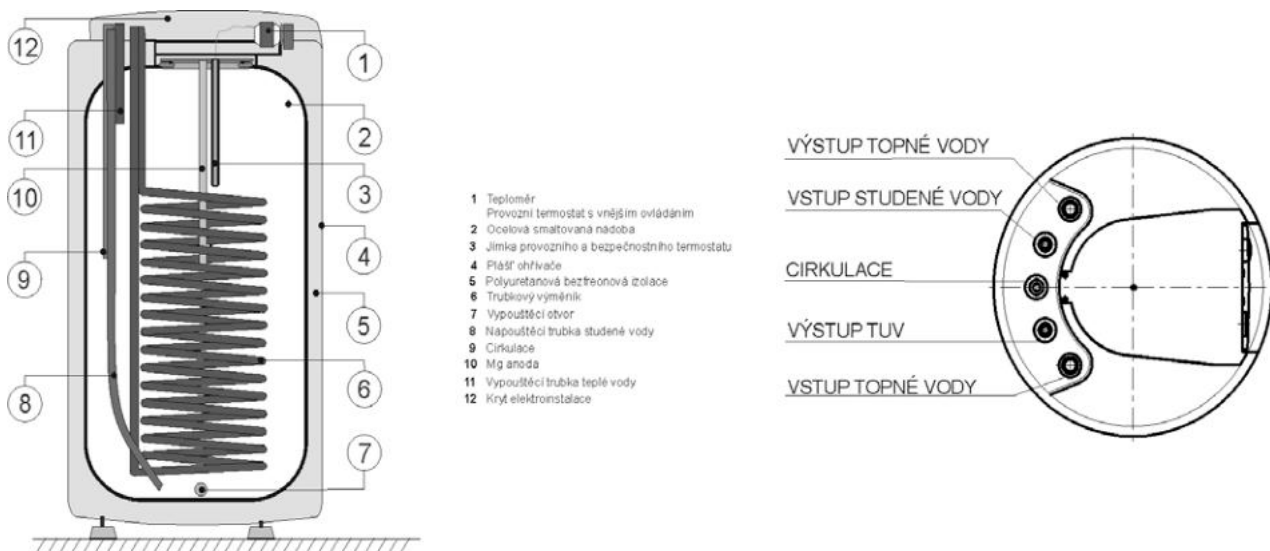 12
11
10
9
8
1
2
3
4
5
6
7
1 Teploměr
Provozní termostat s vnějším ovládáním
2 Ocelová smaltovaná nádoba
3 Jímka provozního a bezpečnostního termostatu
4 Plášť ohřívače
5 Polyuretanová bezfreonová izolace
6 Trubkový výměník
7 Vypouštěcí otvor
8 Napouštěcí trubka studené vody
9 Cirkulace
10 Mg anoda
11 Vypouštěcí trubka teplé vody
12 Kryt elektroinstalace
VÝSTUP TOPNÉ VODY
VSTUP STUDENÉ VODY
CIRKULACE
VÝSTUP TUV
VSTUP TOPNÉ VODY